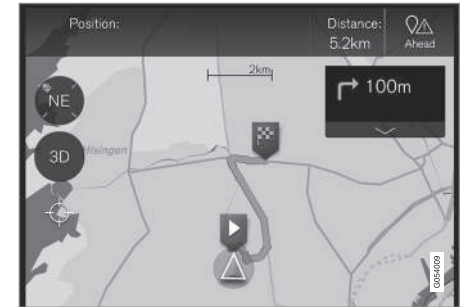 Position:
Distance:
5.2km
Ahead
2km
NE
100m
3D
Hisingen
G054009